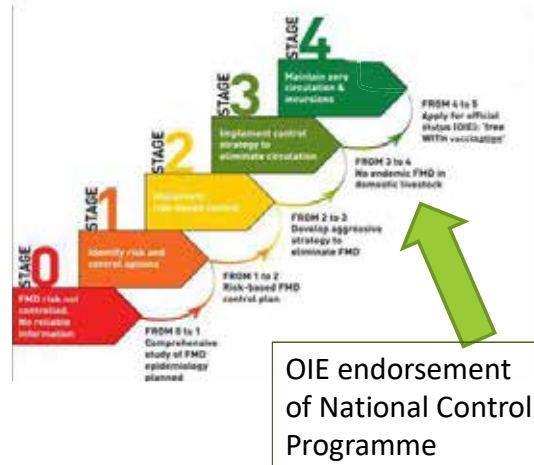 STAGE 4
Maintain zero
circulation &
incursions
FROM 4 to 5
Apply for official
status (OIE): 'free
WITH vaccination'
STAGE 3
Implement control
strategy to
eliminate circulation
FROM 3 to 4
No endemic FMD in
domestic livestock
STAGE 2
risk-based control
FROM 2 to 3
Develop aggressive
strategy to
eliminate FMD
STAGE 1
Identify risk and
control options
FROM 1 to 2
Risk-based FMD
control plan
STAGE 0
FMD risk not
controlled.
No reliable
information
FROM 0 to 1
Comprehensive
study of FMD
epidemiology
planned
OIE endorsement
of National Control
Programme